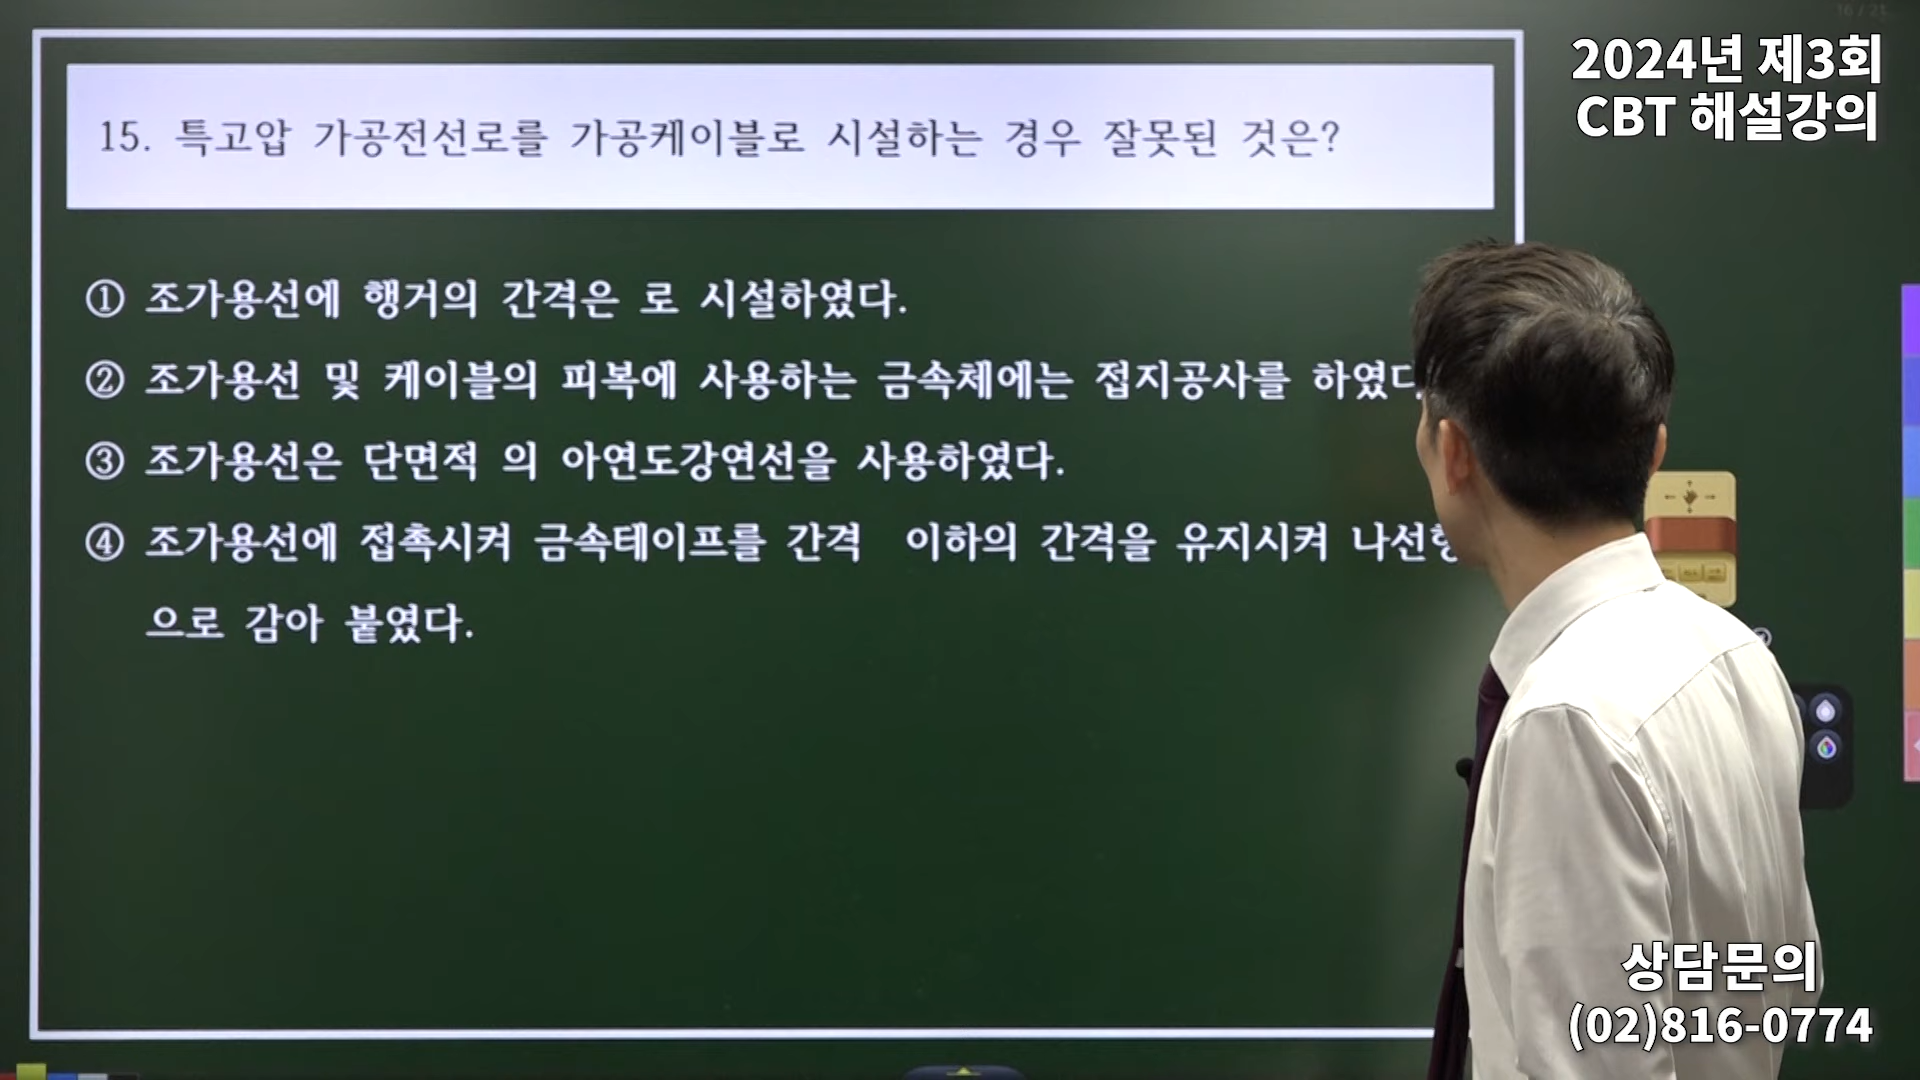 2024년 제3회
CBT 해설강의
15. 특고압 가공전선로를 가공케이블로 시설하는 경우 잘못된 것은?
① 조가용선에 행거의 간격은 로 시설하였다.
② 조가용선 및 케이블의 피복에 사용하는 금속체에는 접지공사를 하였다
③ 조가용선은 단면적 의 아연도강연선을 사용하였다.
④ 조가용선에 접촉시켜 금속테이프를 간격 이하의 간격을 유지시켜 나선형
으로 감아 붙였다.
상담문의
(02)816-0774